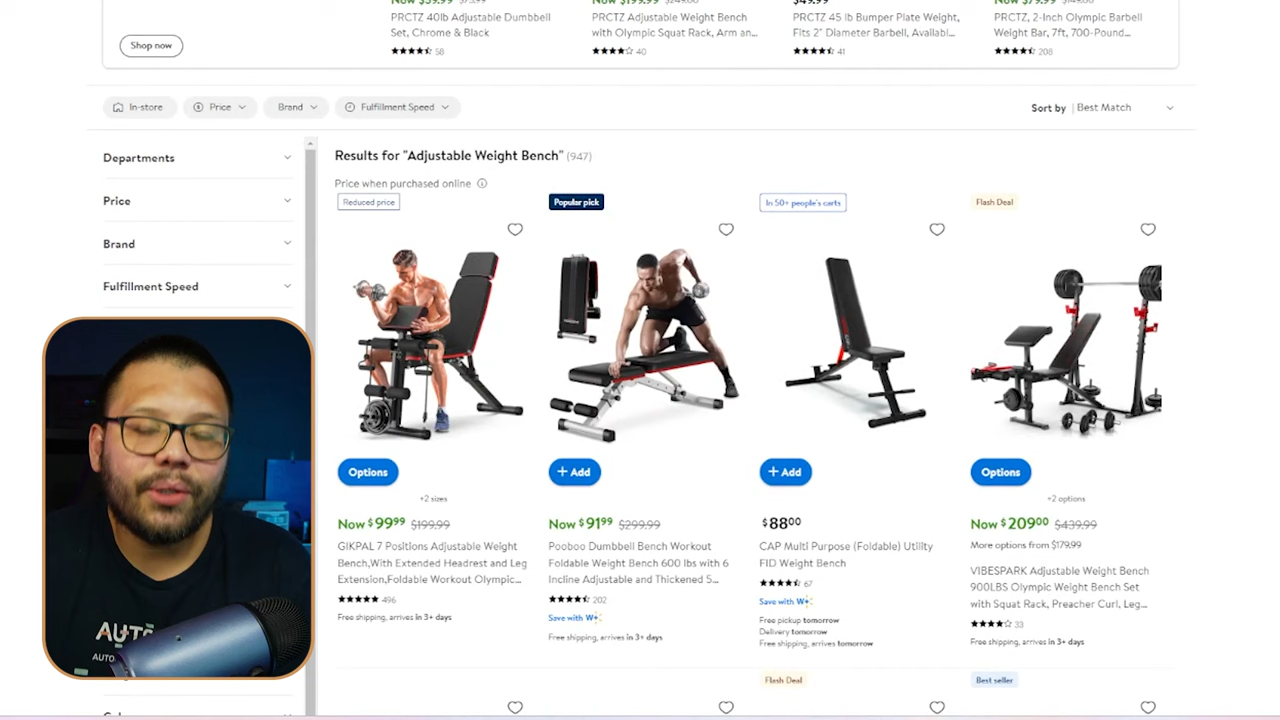 Now $59.99 $75.99
Now $199.99 $249.00
$49.99
Now $79.99
PRCTZ 40lb Adjustable Dumbbell
Set, Chrome & Black
58
PRCTZ Adjustable Weight Bench
with Olympic Squat Rack, Arm an...
40
PRCTZ 45 lb Bumper Plate Weight,
Fits 2" Diameter Barbell, Availabl...
41
PRCTZ, 2-Inch Olympic Barbell
Weight Bar, 7ft, 700-Pound...
208
Shop now
In-store
Price
Brand
Fulfillment Speed
Sort by | Best Match
Departments
Price
Brand
Fulfillment Speed
Results for "Adjustable Weight Bench" (947)
Price when purchased online
Reduced price
Popular pick
In 50+ people's carts
Flash Deal
Options
+ Add
+ Add
Options
+2 sizes
+2 options
Now $99.99 $199.99
GIKPAL 7 Positions Adjustable Weight
Bench,With Extended Headrest and Leg
Extension,Foldable Workout Olympic...
496
Free shipping, arrives in 3+ days
Now $91.99 $299.99
Pooboo Dumbbell Bench Workout
Foldable Weight Bench 600 lbs with 6
Incline Adjustable and Thickened 5...
202
Save with W+
Free shipping, arrives in 3+ days
$88.00
CAP Multi Purpose (Foldable) Utility
FID Weight Bench
67
Save with W+
Free pickup tomorrow
Delivery tomorrow
Free shipping, arrives tomorrow
Now $209.00 $439.99
More options from $179.99
VIBESPARK Adjustable Weight Bench
900LBS Olympic Weight Bench Set
with Squat Rack, Preacher Curl, Leg...
33
Free shipping, arrives in 3+ days
Flash Deal
Best seller
AUTO